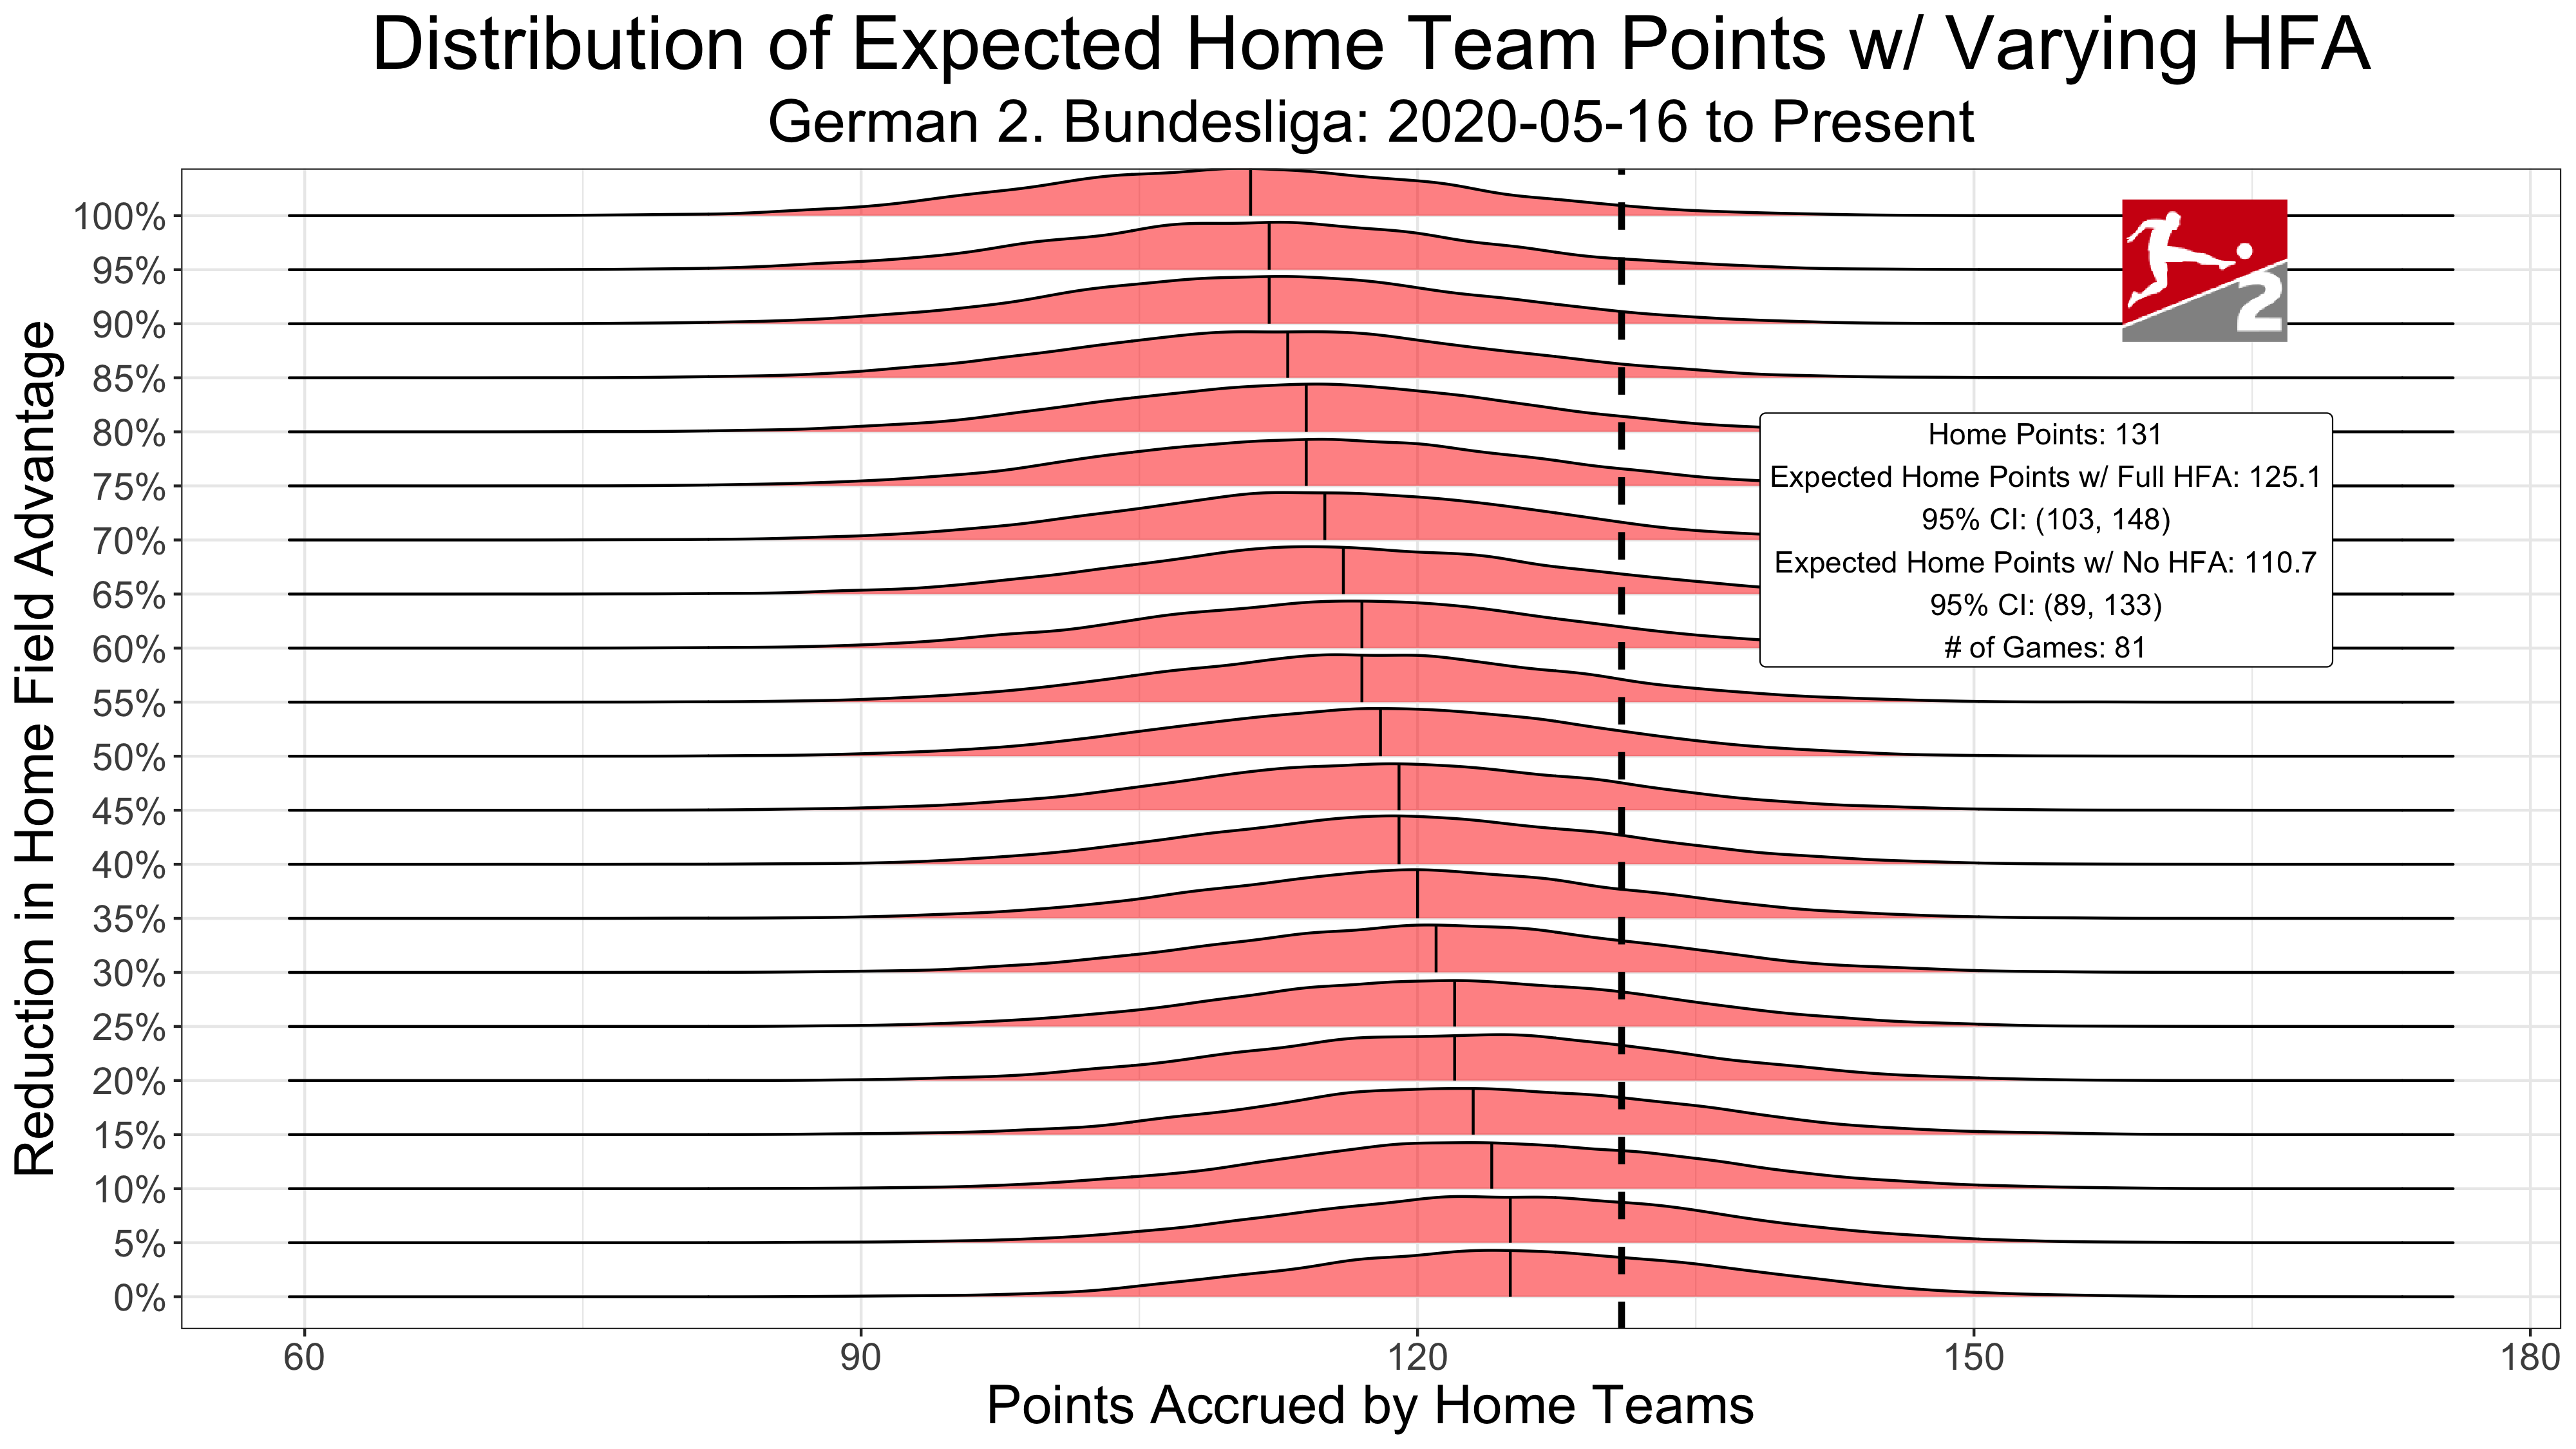 Distribution of Expected Home Team Points w/ Varying HFA
German 2. Bundesliga: 2020-05-16 to Present
Reduction in Home Field Advantage
100%
95%
90%
85%
80%
75%
70%
65%
60%
55%
50%
45%
40%
35%
30%
25%
20%
15%
10%
5%
0%
2
Home Points: 131
Expected Home Points w/ Full HFA: 125.1
95% CI: (103, 148)
Expected Home Points w/ No HFA: 110.7
95% CI: (89, 133)
# of Games: 81
60 90 120 150 180
Points Accrued by Home Teams